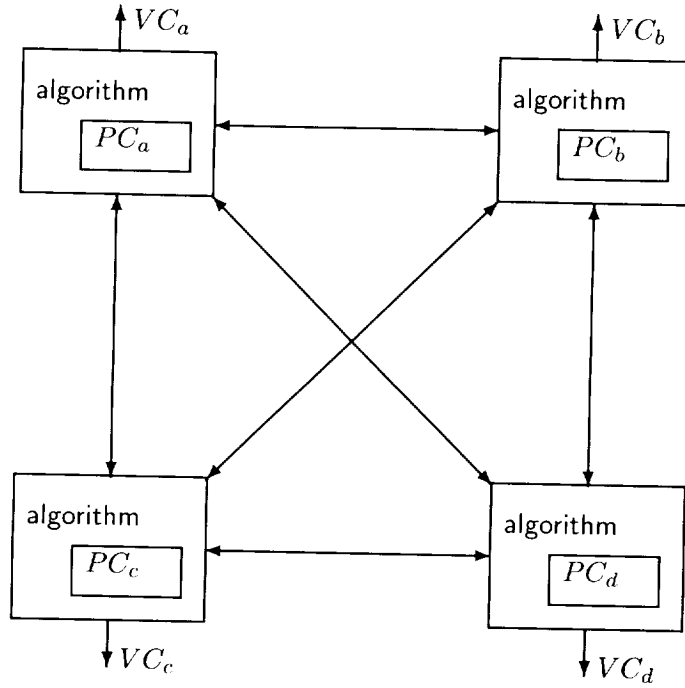 VC_a
VC_b
algorithm
PC_a
algorithm
PC_b
algorithm
PC_c
algorithm
PC_d
VC_c
VC_d